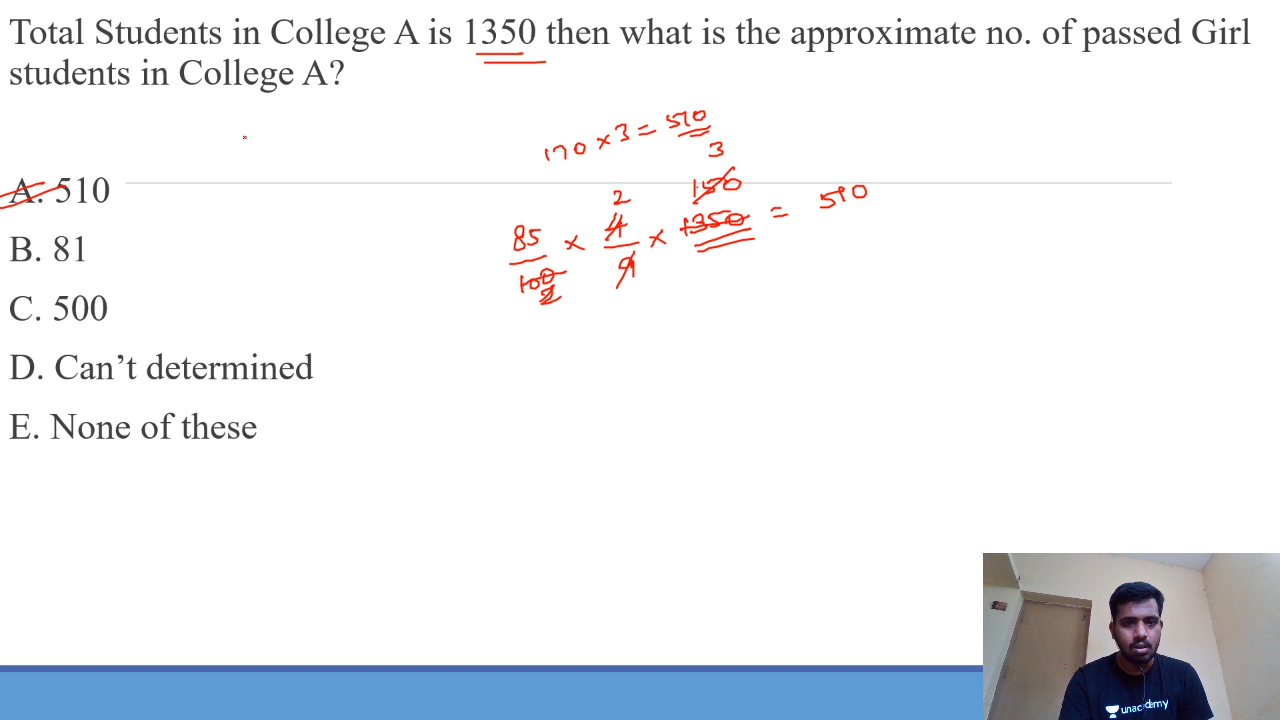 Total Students in College A is 1350 then what is the approximate no. of passed Girl
students in College A?
170 × 3 = 510
3
2
150
A. 510
85/100 × 4/9 × 1350 = 510
2
B. 81
C. 500
D. Can’t determined
E. None of these
unacademy